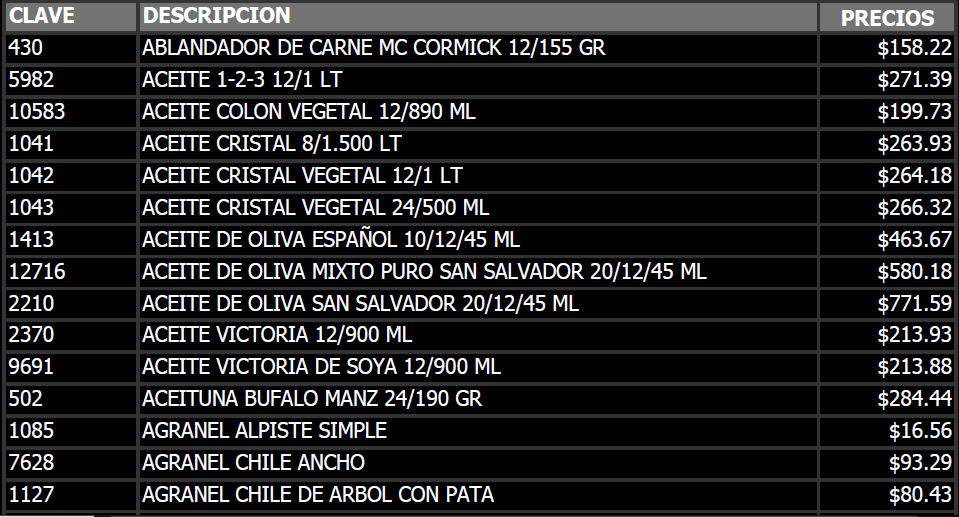 CLAVE DESCRIPCION PRECIOS
430 ABLANDADOR DE CARNE MC CORMICK 12/155 GR $158.22
5982 ACEITE 1-2-3 12/1 LT $271.39
10583 ACEITE COLON VEGETAL 12/890 ML $199.73
1041 ACEITE CRISTAL 8/1.500 LT $263.93
1042 ACEITE CRISTAL VEGETAL 12/1 LT $264.18
1043 ACEITE CRISTAL VEGETAL 24/500 ML $266.32
1413 ACEITE DE OLIVA ESPAÑOL 10/12/45 ML $463.67
12716 ACEITE DE OLIVA MIXTO PURO SAN SALVADOR 20/12/45 ML $580.18
2210 ACEITE DE OLIVA SAN SALVADOR 20/12/45 ML $771.59
2370 ACEITE VICTORIA 12/900 ML $213.93
9691 ACEITE VICTORIA DE SOYA 12/900 ML $213.88
502 ACEITUNA BUFALO MANZ 24/190 GR $284.44
1085 AGRANEL ALPISTE SIMPLE $16.56
7628 AGRANEL CHILE ANCHO $93.29
1127 AGRANEL CHILE DE ARBOL CON PATA $80.43